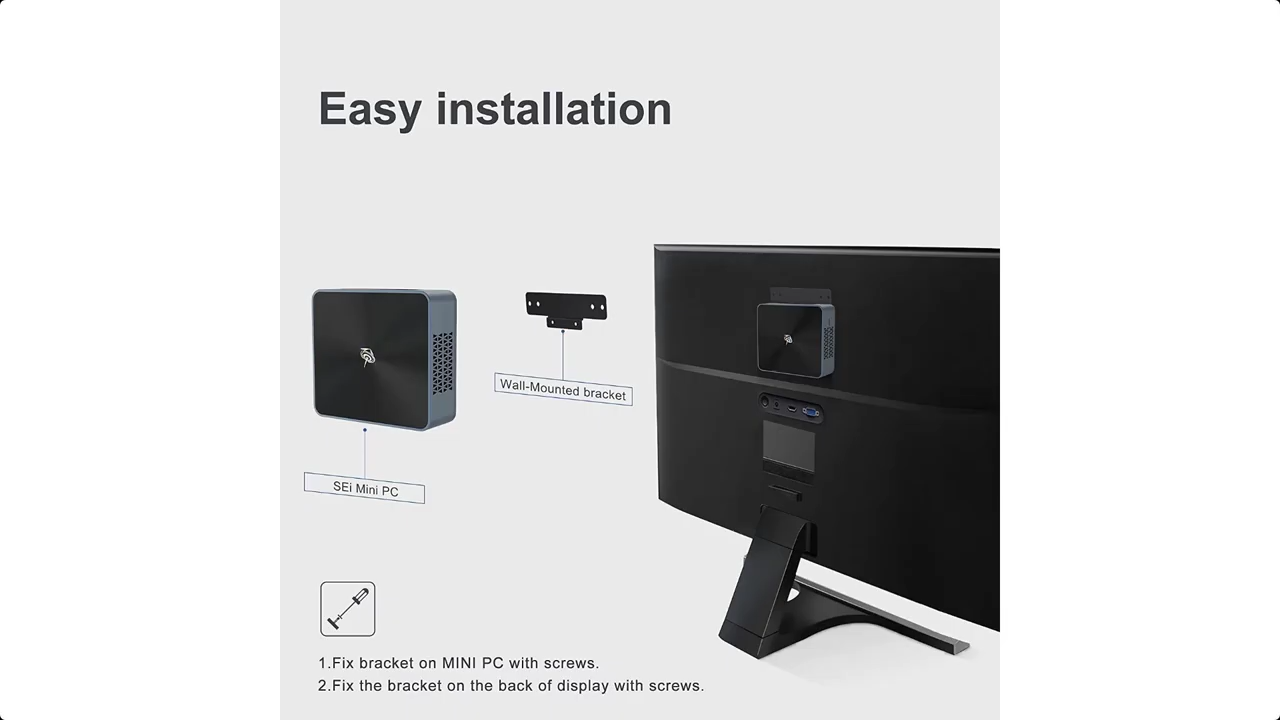 Easy installation
Wall-Mounted bracket
SEi Mini PC
1.Fix bracket on MINI PC with screws.
2.Fix the bracket on the back of display with screws.